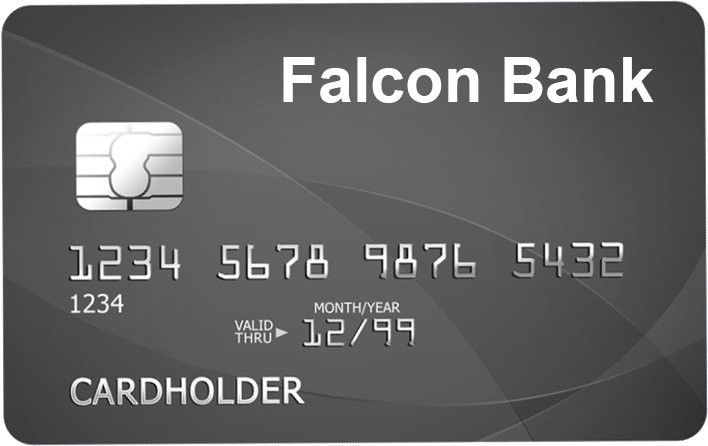 Falcon Bank
1234 5678 9876 5432
1234
MONTH/YEAR
VALID THRU 12/99
CARDHOLDER